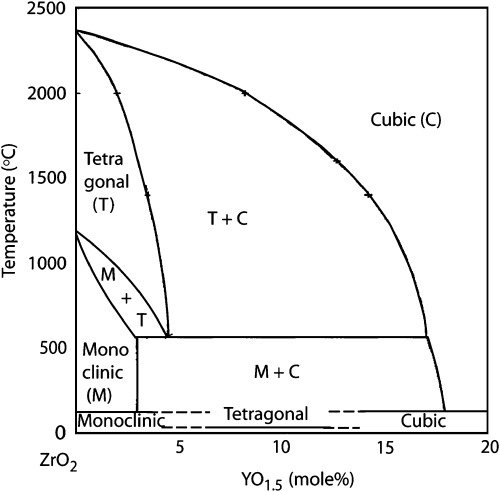 2500
2000
1500
1000
500
0
Temperature (°C)
Cubic (C)
Tetra
gonal
(T)
T + C
M
+
T
Mono
clinic
(M)
M + C
Monoclinic
Tetragonal
Cubic
5
10
15
20
ZrO2
YO1.5 (mole%)